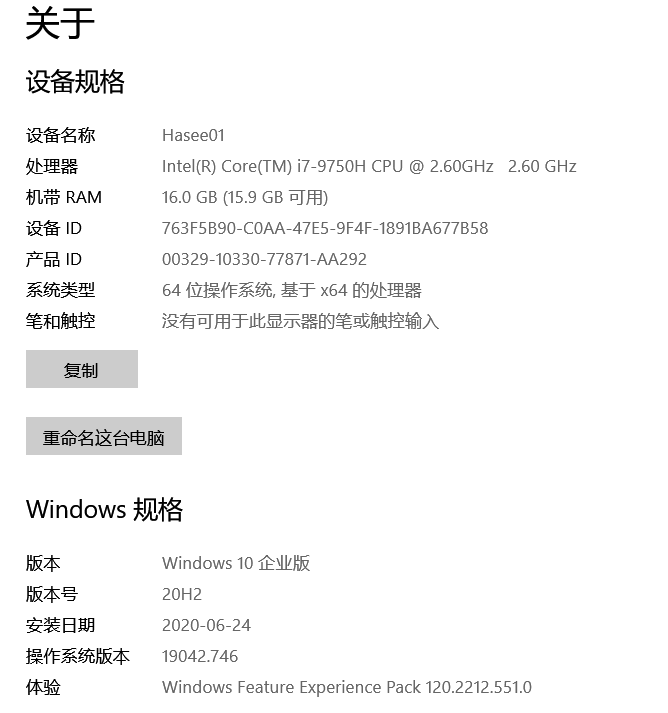 关于
设备规格
设备名称 Hasee01
处理器 Intel(R) Core(TM) i7-9750H CPU @ 2.60GHz 2.60 GHz
机带 RAM 16.0 GB (15.9 GB 可用)
设备 ID 763F5B90-C0AA-47E5-9F4F-1891BA677B58
产品 ID 00329-10330-77871-AA292
系统类型 64 位操作系统, 基于 x64 的处理器
笔和触控 没有可用于此显示器的笔或触控输入
复制
重命名这台电脑
Windows 规格
版本 Windows 10 企业版
版本号 20H2
安装日期 2020-06-24
操作系统版本 19042.746
体验 Windows Feature Experience Pack 120.2212.551.0